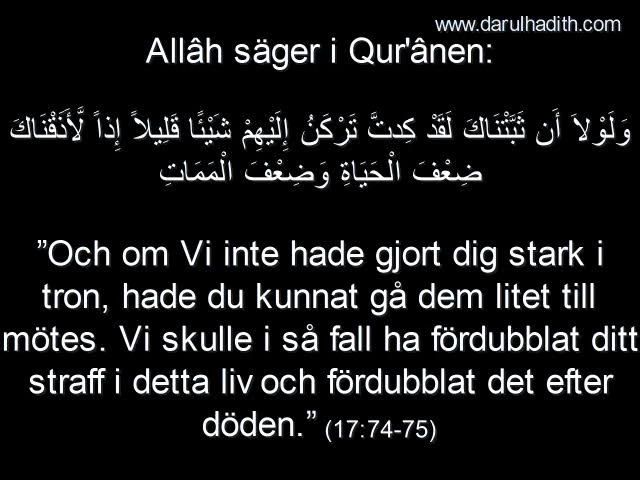 www.darulhadith.com
Allâh säger i Qur'ânen:
وَلَوْلاَ أَن ثَبَّتْنَاكَ لَقَدْ كِدتَّ تَرْكَنُ إِلَيْهِمْ شَيْئًا قَلِيلاً إِذاً لَّأَذَقْنَاكَ
ضِعْفَ الْحَيَاةِ وَضِعْفَ الْمَمَاتِ
”Och om Vi inte hade gjort dig stark i
tron, hade du kunnat gå dem litet till
mötes. Vi skulle i så fall ha fördubblat ditt
straff i detta liv och fördubblat det efter
döden.” (17:74-75)